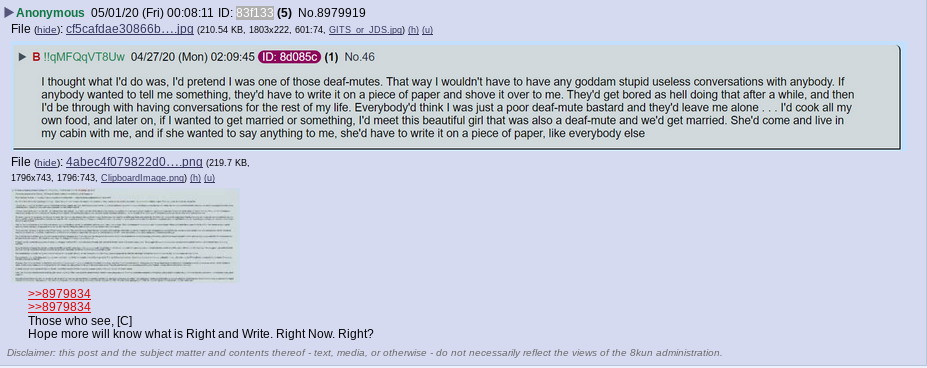 ▶Anonymous 05/01/20 (Fri) 00:08:11 ID: 83f133 (5) No.8979919
File (hide): cf5cafdae30866b….jpg (210.54 KB, 1803x222, 601:74, GITS_or_JDS.jpg) (h) (u)
▶ B !!qMFQqVT8Uw 04/27/20 (Mon) 02:09:45 ID: 8d085c (1) No.46
I thought what I'd do was, I'd pretend I was one of those deaf-mutes. That way I wouldn't have to have any goddam stupid useless conversations with anybody. If
anybody wanted to tell me something, they'd have to write it on a piece of paper and shove it over to me. They'd get bored as hell doing that after a while, and then
I'd be through with having conversations for the rest of my life. Everybody'd think I was just a poor deaf-mute bastard and they'd leave me alone . . . I'd cook all my
own food, and later on, if I wanted to get married or something, I'd meet this beautiful girl that was also a deaf-mute and we'd get married. She'd come and live in
my cabin with me, and if she wanted to say anything to me, she'd have to write it on a piece of paper, like everybody else
File (hide): 4abec4f079822d0….png (219.7 KB,
1796x743, 1796:743, ClipboardImage.png) (h) (u)
>>8979834
>>8979834
Those who see, [C]
Hope more will know what is Right and Write. Right Now. Right?
Disclaimer: this post and the subject matter and contents thereof - text, media, or otherwise - do not necessarily reflect the views of the 8kun administration.